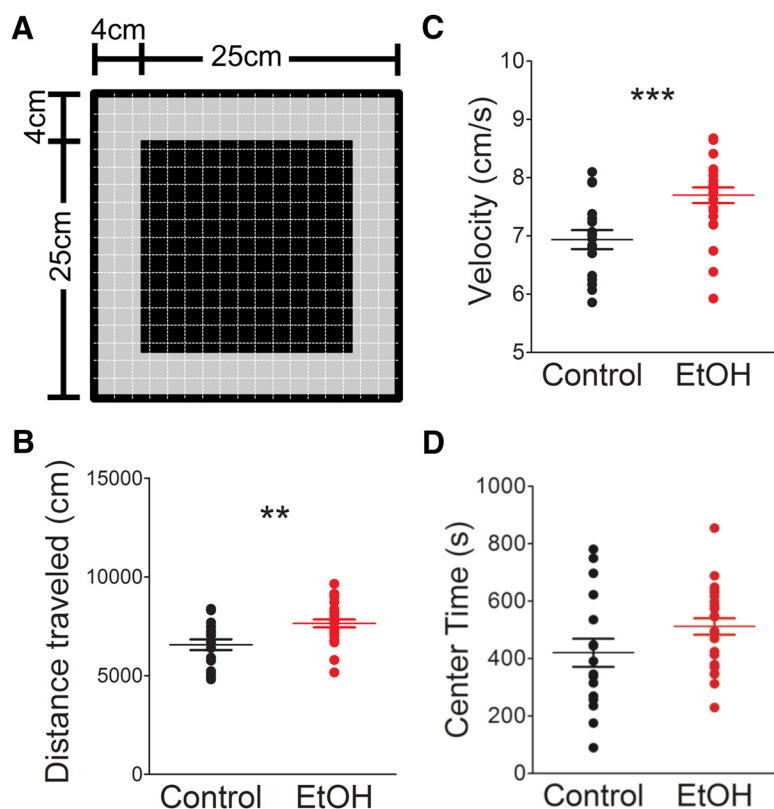 A
4cm
25cm
4cm
25cm
B
Distance traveled (cm)
15000
10000
5000
0
**
Control EtOH
C
Velocity (cm/s)
10
9
8
7
6
5
***
Control EtOH
D
Center Time (s)
1000
800
600
400
200
0
Control EtOH